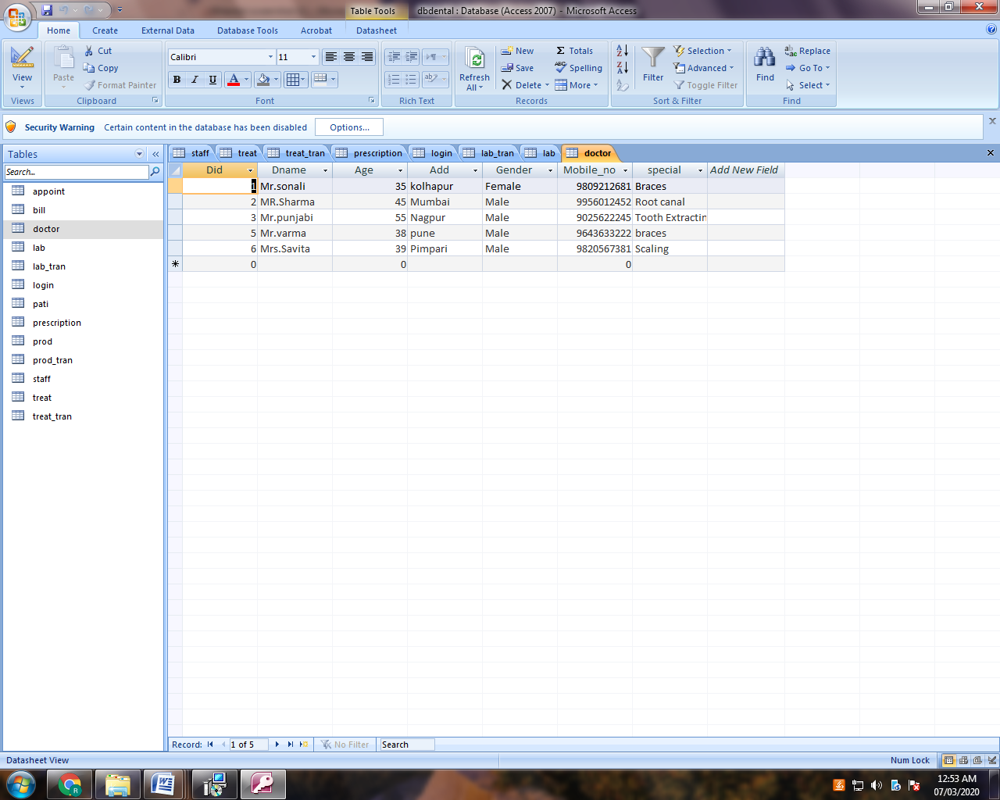 Table Tools dbdental : Database (Access 2007) - Microsoft Access
Home Create External Data Database Tools Acrobat Datasheet
View Paste Cut Copy Format Painter
Calibri 11
B I U A
Refresh All New Save Delete Totals Spelling More
Filter Selection Advanced Toggle Filter
Find Replace Go To Select
Views Clipboard Font Rich Text Records Sort & Filter Find
Security Warning Certain content in the database has been disabled Options...
Tables
Search...
appoint
bill
doctor
lab
lab_tran
login
pati
prescription
prod
prod_tran
staff
treat
treat_tran
staff treat treat_tran prescription login lab_tran lab doctor
Did Dname Age Add Gender Mobile_no special Add New Field
1 Mr.sonali 35 kolhapur Female 9809212681 Braces
2 MR.Sharma 45 Mumbai Male 9956012452 Root canal
3 Mr.punjabi 55 Nagpur Male 9025622245 Tooth Extractin
5 Mr.varma 38 pune Male 9643633222 braces
6 Mrs.Savita 39 Pimpari Male 9820567381 Scaling
* 0 0 0
Record: 1 of 5 No Filter Search
Datasheet View Num Lock
12:53 AM
07/03/2020